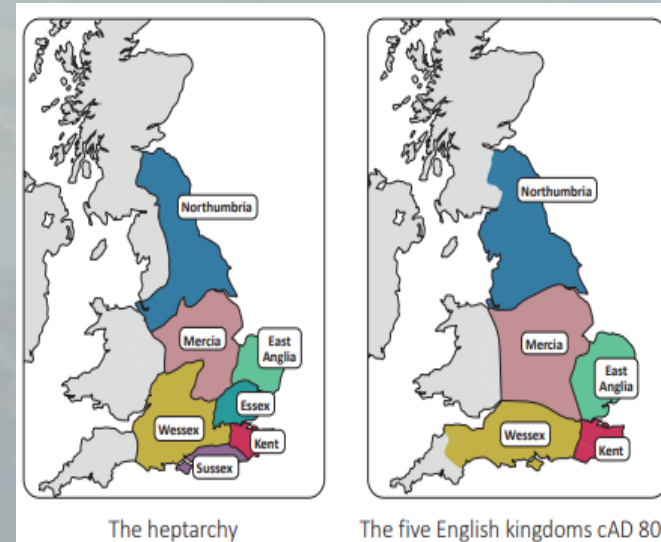 Northumbria
Mercia
East
Anglia
Essex
Wessex
Kent
Sussex
The heptarchy
Northumbria
Mercia
East
Anglia
Wessex
Kent
The five English kingdoms cAD 80